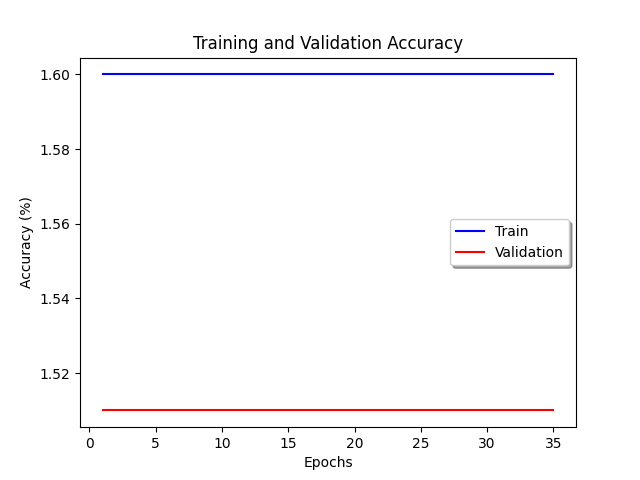 Training and Validation Accuracy
Accuracy (%)
1.60
1.58
1.56
1.54
1.52
Train
Validation
0 5 10 15 20 25 30 35
Epochs